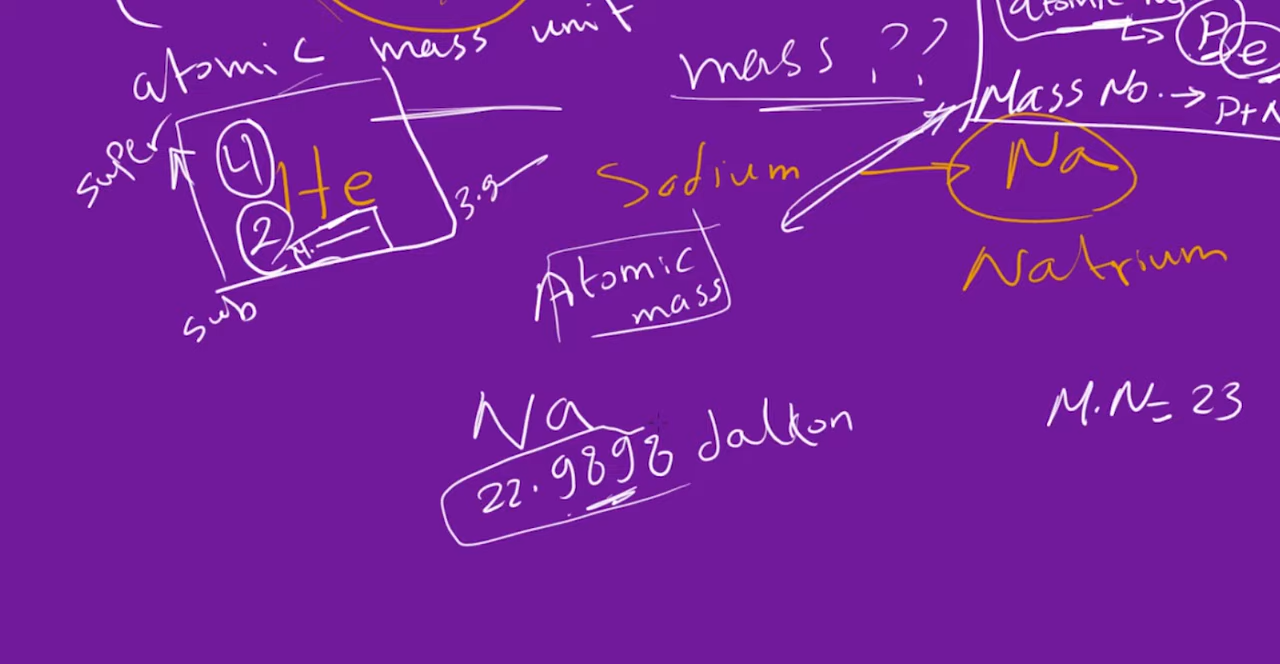 atomic mass unit
mass ??
atomic
P e
Mass No. → P+N
super
4
2 He
sub
3.9
Sodium → Na
Natrium
Atomic
mass
Na
22.9898 dalton
M.N = 23